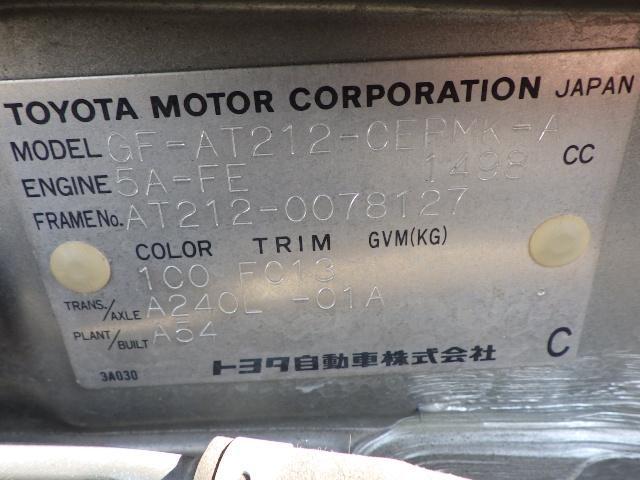 TOYOTA MOTOR CORPORATION JAPAN
MODEL GF-AT212-CEPMK-A
ENGINE 5A-FE 1498 CC
FRAME No. AT212-0078127
COLOR TRIM GVM(KG)
1C0 FC13
TRANS./AXLE A240L -01A
PLANT/BUILT A54
トヨタ自動車株式会社 C
3A030